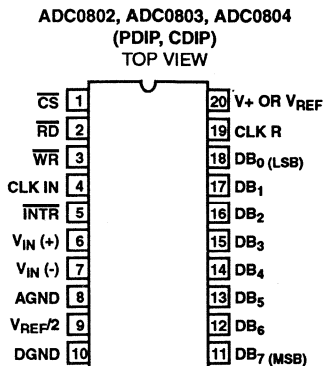 ADC0802, ADC0803, ADC0804
(PDIP, CDIP)
TOP VIEW
CS 1 20 V+ OR VREF
RD 2 19 CLK R
WR 3 18 DB0 (LSB)
CLK IN 4 17 DB1
INTR 5 16 DB2
VIN (+) 6 15 DB3
VIN (-) 7 14 DB4
AGND 8 13 DB5
VREF/2 9 12 DB6
DGND 10 11 DB7 (MSB)